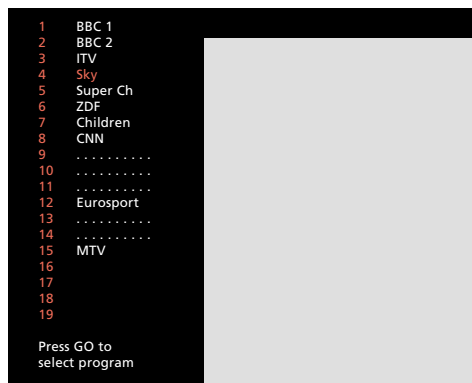 1 BBC 1
2 BBC 2
3 ITV
4 Sky
5 Super Ch
6 ZDF
7 Children
8 CNN
9 . . . . . . . . . .
10 . . . . . . . . . .
11 . . . . . . . . . .
12 Eurosport
13 . . . . . . . . . .
14 . . . . . . . . . .
15 MTV
16
17
18
19
Press GO to
select program